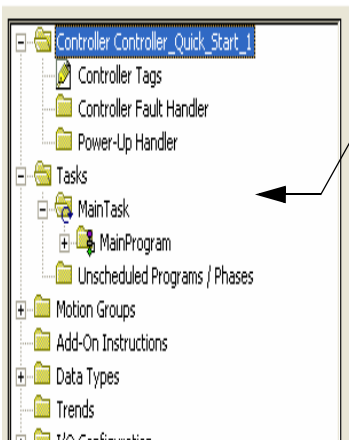 Controller Controller_Quick_Start_1
Controller Tags
Controller Fault Handler
Power-Up Handler
Tasks
MainTask
MainProgram
Unscheduled Programs / Phases
Motion Groups
Add-On Instructions
Data Types
Trends
I/O Configuration